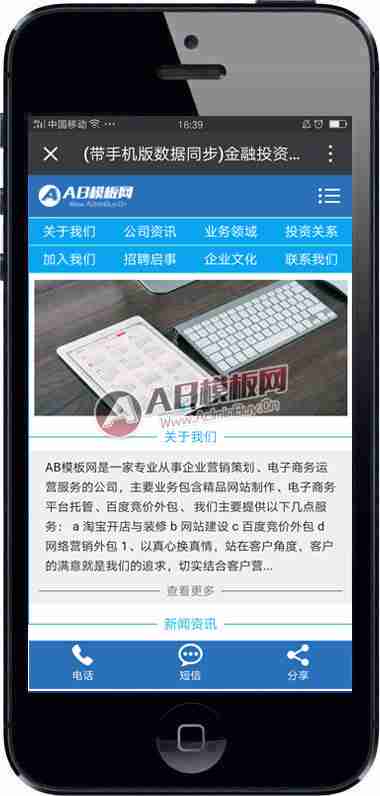 中国移动 16:39
(带手机版数据同步)金融投资...
AB模板网
Www.AdminBuy.Cn
关于我们 公司资讯 业务领域 投资关系
加入我们 招聘启事 企业文化 联系我们
AB模板网
Www.AdminBuy.Cn
关于我们
AB模板网是一家专业从事企业营销策划、电子商务运
营服务的公司，主要业务包含精品网站制作、电子商务
平台托管、百度竞价外包、 我们主要提供以下几点服
务： a 淘宝开店与装修 b 网站建设 c 百度竞价外包 d
网络营销外包 1、以真心换真情，站在客户角度、客户
的满意就是我们的追求，切实结合客户营...
查看更多
新闻资讯
电话 短信 分享